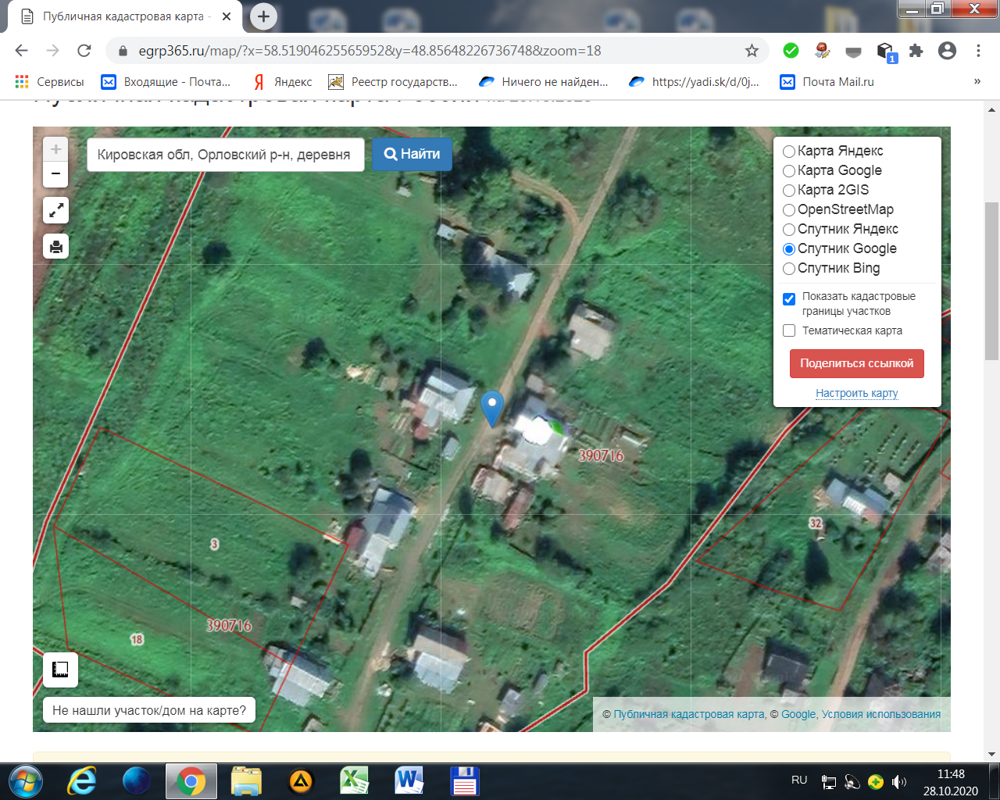 Публичная кадастровая карта -
egrp365.ru/map/?x=58.51904625565952&y=48.85648226736748&zoom=18
Сервисы
Входящие - Почта...
Яндекс
Реестр государств...
Ничего не найден...
https://yadi.sk/d/0j...
Почта Mail.ru
»
1
+
−
Кировская обл, Орловский р-н, деревня
Найти
Карта Яндекс
Карта Google
Карта 2GIS
OpenStreetMap
Спутник Яндекс
Спутник Google
Спутник Bing
Показать кадастровые
границы участков
Тематическая карта
Поделиться ссылкой
Настроить карту
390716
32
3
390716
18
Не нашли участок/дом на карте?
© Публичная кадастровая карта, © Google, Условия использования
RU
11:48
28.10.2020